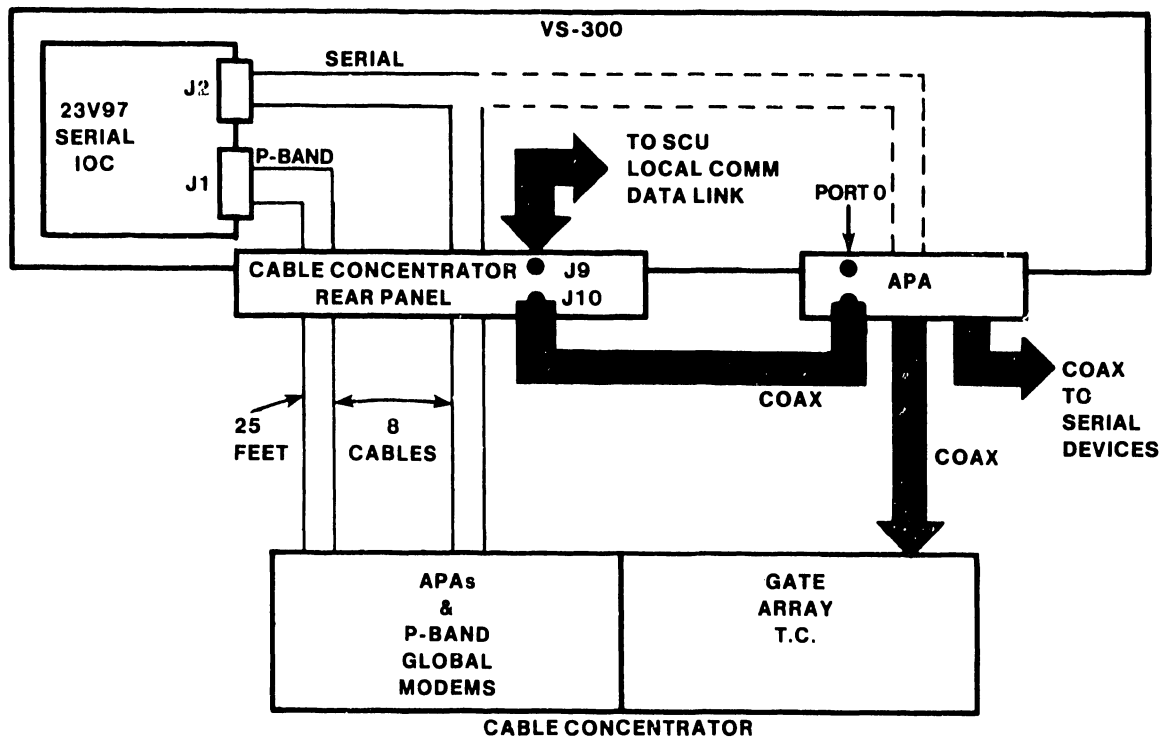 VS-300
SERIAL
J2
23V97
SERIAL
IOC
P-BAND
J1
TO SCU
LOCAL COMM
DATA LINK
PORT 0
CABLE CONCENTRATOR
REAR PANEL
J9
J10
APA
COAX
COAX
TO
SERIAL
DEVICES
25
FEET
8
CABLES
COAX
APAs
&
P-BAND
GLOBAL
MODEMS
GATE
ARRAY
T.C.
CABLE CONCENTRATOR